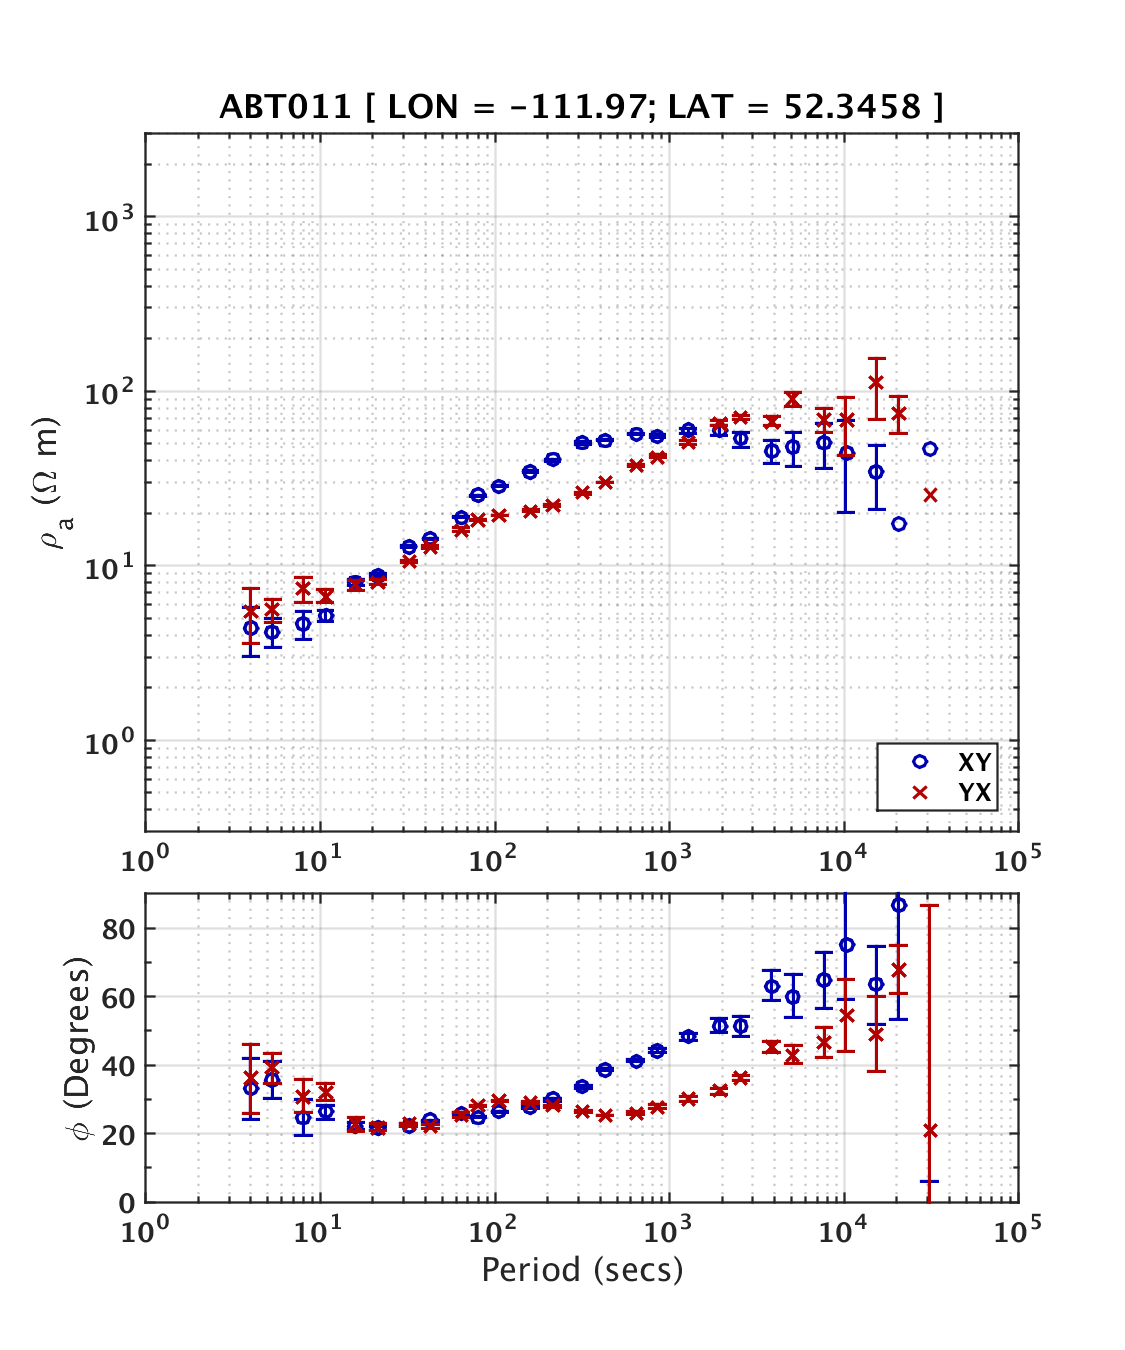 ABT011 [ LON = -111.97; LAT = 52.3458 ]
10³
10²
10¹
10⁰
ρa (Ω m)
XY
YX
10⁰ 10¹ 10² 10³ 10⁴ 10⁵
80
60
40
20
0
ϕ (Degrees)
10⁰ 10¹ 10² 10³ 10⁴ 10⁵
Period (secs)